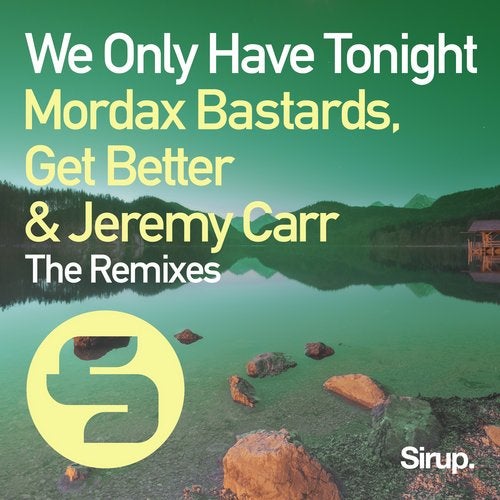 We Only Have Tonight
Mordax Bastards,
Get Better
& Jeremy Carr
The Remixes
Sirup.